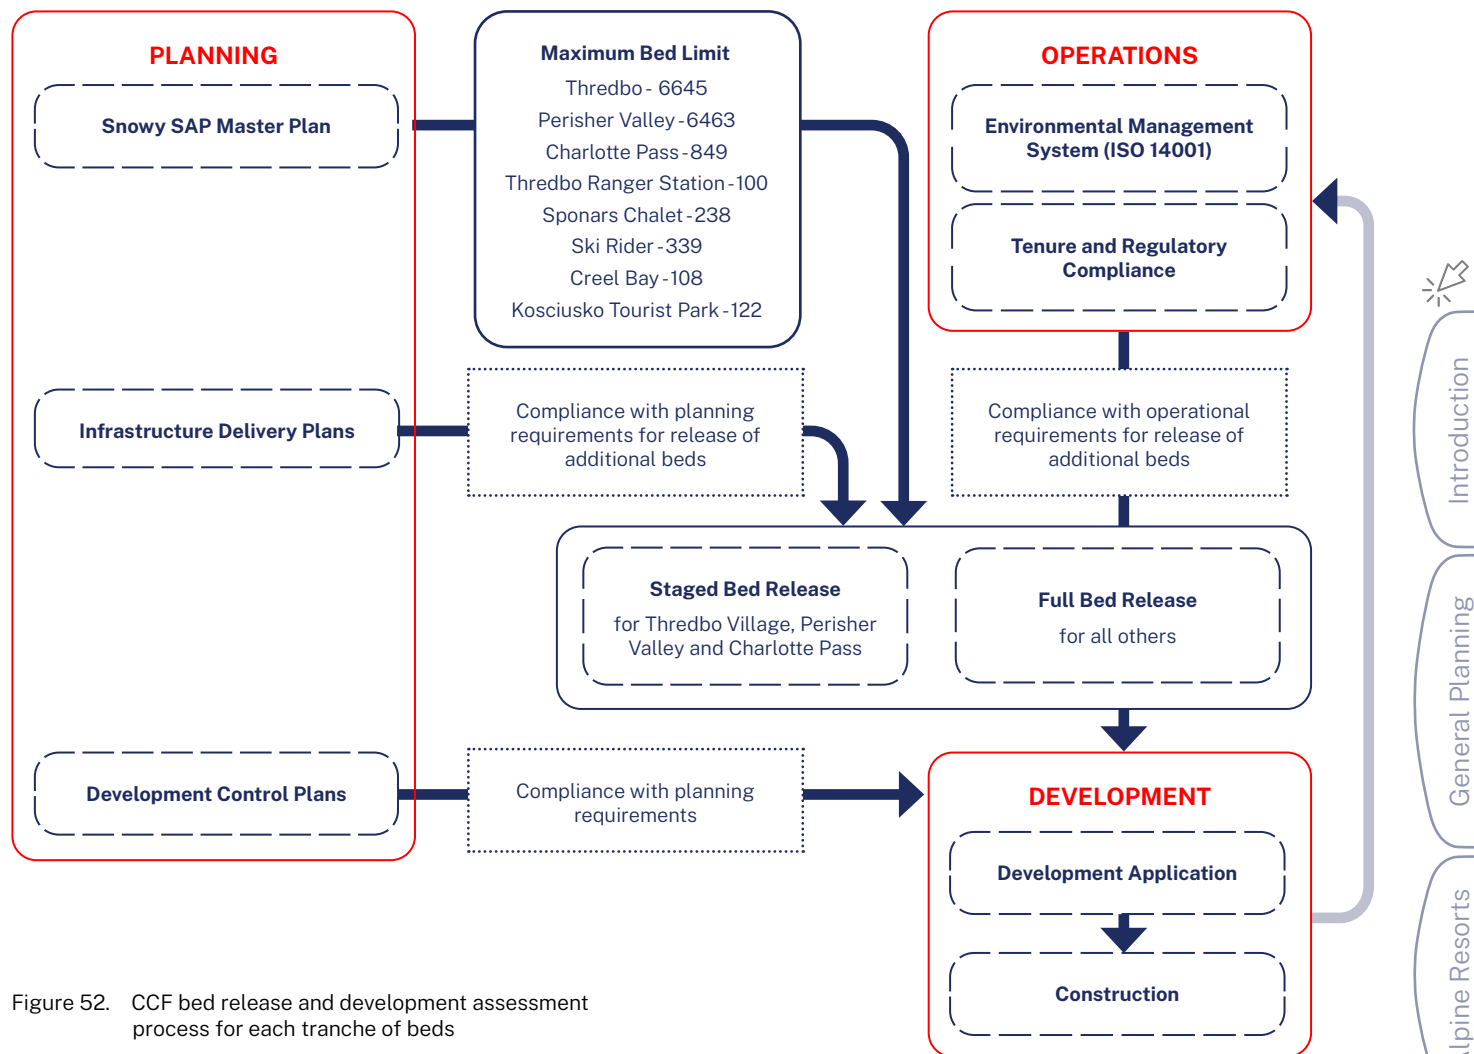 PLANNING
Snowy SAP Master Plan
Infrastructure Delivery Plans
Development Control Plans
Maximum Bed Limit
Thredbo - 6645
Perisher Valley - 6463
Charlotte Pass - 849
Thredbo Ranger Station - 100
Sponars Chalet - 238
Ski Rider - 339
Creel Bay - 108
Kosciusko Tourist Park - 122
Compliance with planning
requirements for release of
additional beds
Compliance with planning
requirements
OPERATIONS
Environmental Management
System (ISO 14001)
Tenure and Regulatory
Compliance
Compliance with operational
requirements for release of
additional beds
Staged Bed Release
for Thredbo Village, Perisher
Valley and Charlotte Pass
Full Bed Release
for all others
DEVELOPMENT
Development Application
Construction
Figure 52. CCF bed release and development assessment
process for each tranche of beds
Introduction
General Planning
Alpine Resorts